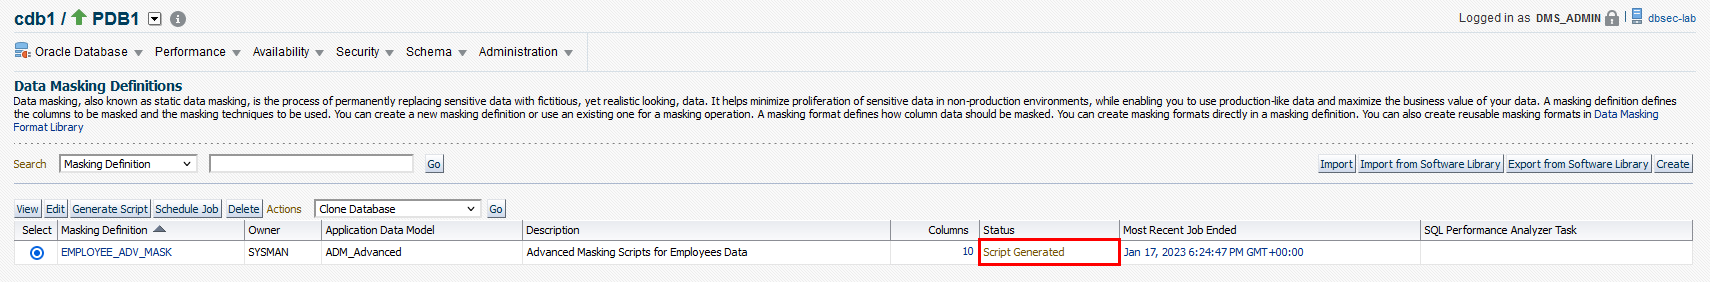 cdb1 / PDB1
Logged in as DMS_ADMIN dbsec-lab
Oracle Database Performance Availability Security Schema Administration
Data Masking Definitions
Data masking, also known as static data masking, is the process of permanently replacing sensitive data with fictitious, yet realistic looking, data. It helps minimize proliferation of sensitive data in non-production environments, while enabling you to use production-like data and maximize the business value of your data. A masking definition defines
the columns to be masked and the masking techniques to be used. You can create a new masking definition or use an existing one for a masking operation. A masking format defines how column data should be masked. You can create masking formats directly in a masking definition. You can also create reusable masking formats in Data Masking
Format Library
Search Masking Definition Go Import Import from Software Library Export from Software Library Create
View Edit Generate Script Schedule Job Delete Actions Clone Database Go
Select Masking Definition Owner Application Data Model Description Columns Status Most Recent Job Ended SQL Performance Analyzer Task
EMPLOYEE_ADV_MASK SYSMAN ADM_Advanced Advanced Masking Scripts for Employees Data 10 Script Generated Jan 17, 2023 6:24:47 PM GMT+00:00